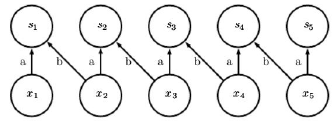 s₁ s₂ s₃ s₄ s₅
a b a b a b a b a
x₁ x₂ x₃ x₄ x₅